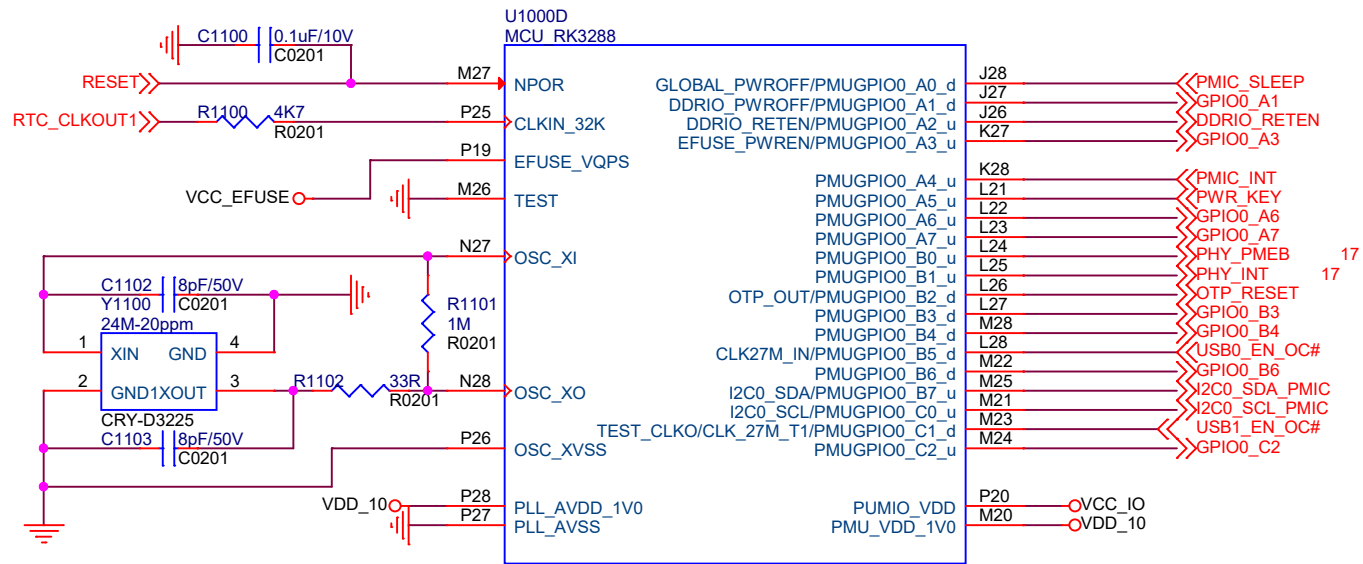 U1000D
MCU_RK3288
C1100 0.1uF/10V
C0201
RESET M27 NPOR
RTC_CLKOUT1 R1100 4K7 P25 CLKIN_32K
R0201
P19 EFUSE_VQPS
VCC_EFUSE M26 TEST
N27 OSC_XI
C1102 8pF/50V
Y1100 C0201
24M-20ppm
R1101
1M
R0201
1 XIN GND 4
2 GND1XOUT 3
R1102 33R N28 OSC_XO
R0201
CRY-D3225
C1103 8pF/50V
C0201
P26 OSC_XVSS
VDD_10 P28 PLL_AVDD_1V0
P27 PLL_AVSS
GLOBAL_PWROFF/PMUGPIO0_A0_d J28 PMIC_SLEEP
DDRIO_PWROFF/PMUGPIO0_A1_d J27 GPIO0_A1
DDRIO_RETEN/PMUGPIO0_A2_u J26 DDRIO_RETEN
EFUSE_PWREN/PMUGPIO0_A3_u K27 GPIO0_A3
PMUGPIO0_A4_u K28 PMIC_INT
PMUGPIO0_A5_u L21 PWR_KEY
PMUGPIO0_A6_u L22 GPIO0_A6
PMUGPIO0_A7_u L23 GPIO0_A7
PMUGPIO0_B0_u L24 PHY_PMEB 17
PMUGPIO0_B1_u L25 PHY_INT 17
OTP_OUT/PMUGPIO0_B2_d L26 OTP_RESET
PMUGPIO0_B3_d L27 GPIO0_B3
PMUGPIO0_B4_d M28 GPIO0_B4
CLK27M_IN/PMUGPIO0_B5_d L28 USB0_EN_OC#
PMUGPIO0_B6_d M22 GPIO0_B6
I2C0_SDA/PMUGPIO0_B7_u M25 I2C0_SDA_PMIC
I2C0_SCL/PMUGPIO0_C0_u M21 I2C0_SCL_PMIC
TEST_CLKO/CLK_27M_T1/PMUGPIO0_C1_d M23 USB1_EN_OC#
PMUGPIO0_C2_u M24 GPIO0_C2
PUMIO_VDD P20 VCC_IO
PMU_VDD_1V0 M20 VDD_10